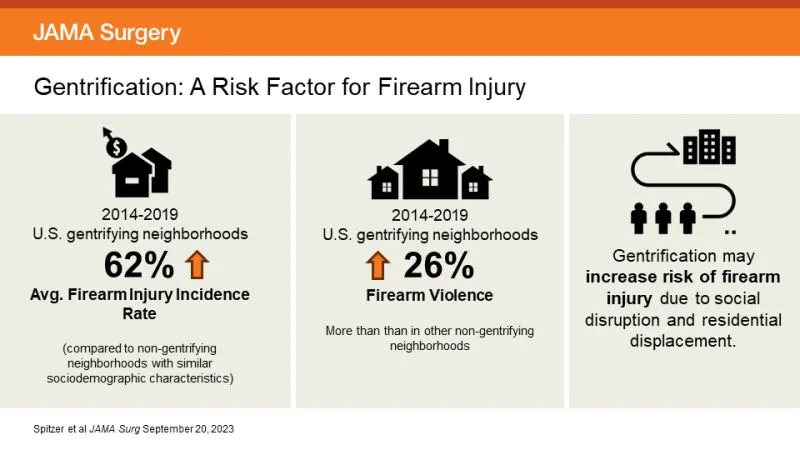 JAMA Surgery
Gentrification: A Risk Factor for Firearm Injury
$
2014-2019
U.S. gentrifying neighborhoods
62%
Avg. Firearm Injury Incidence
Rate
(compared to non-gentrifying
neighborhoods with similar
sociodemographic characteristics)
2014-2019
U.S. gentrifying neighborhoods
26%
Firearm Violence
More than than in other non-gentrifying
neighborhoods
Gentrification may
increase risk of firearm
injury due to social
disruption and residential
displacement.
Spitzer et al JAMA Surg September 20, 2023